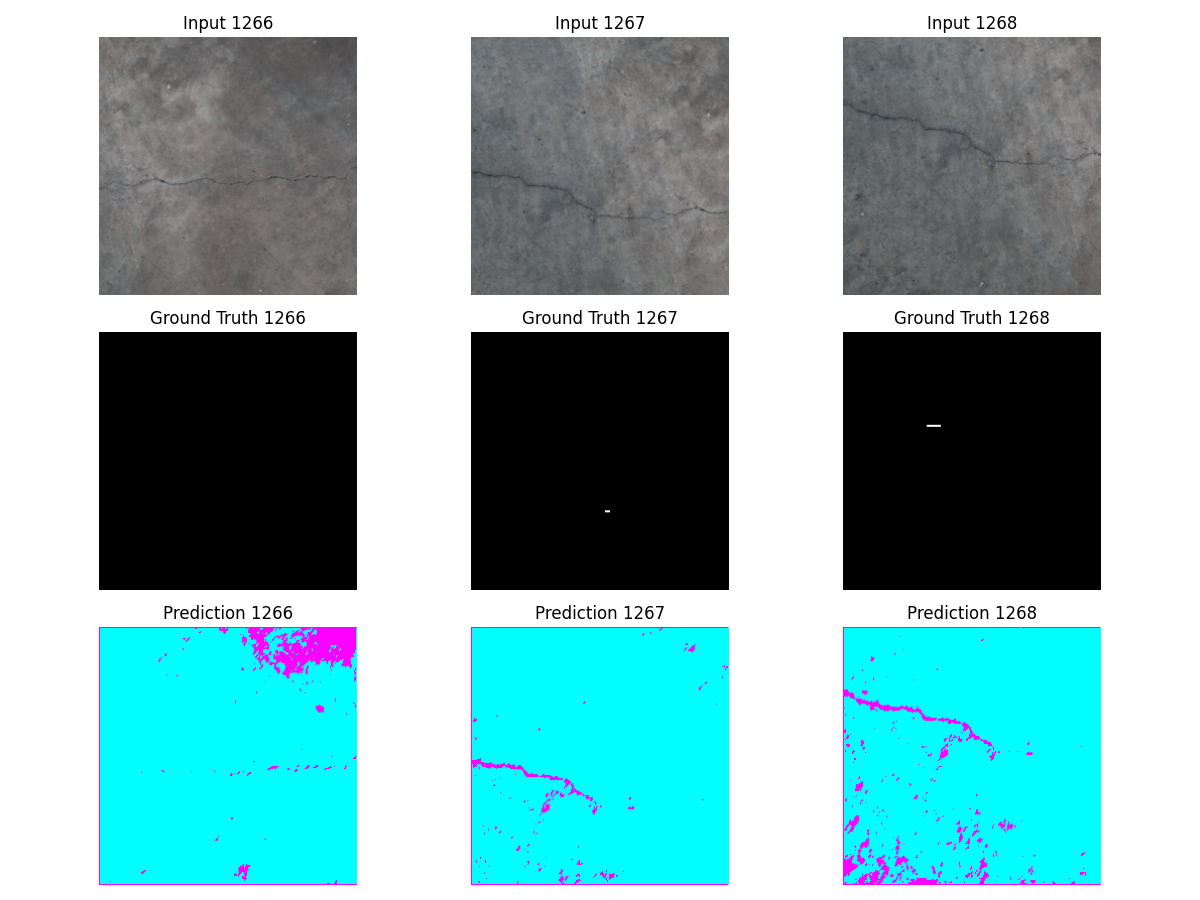 Input 1266
Input 1267
Input 1268
Ground Truth 1266
Ground Truth 1267
Ground Truth 1268
Prediction 1266
Prediction 1267
Prediction 1268